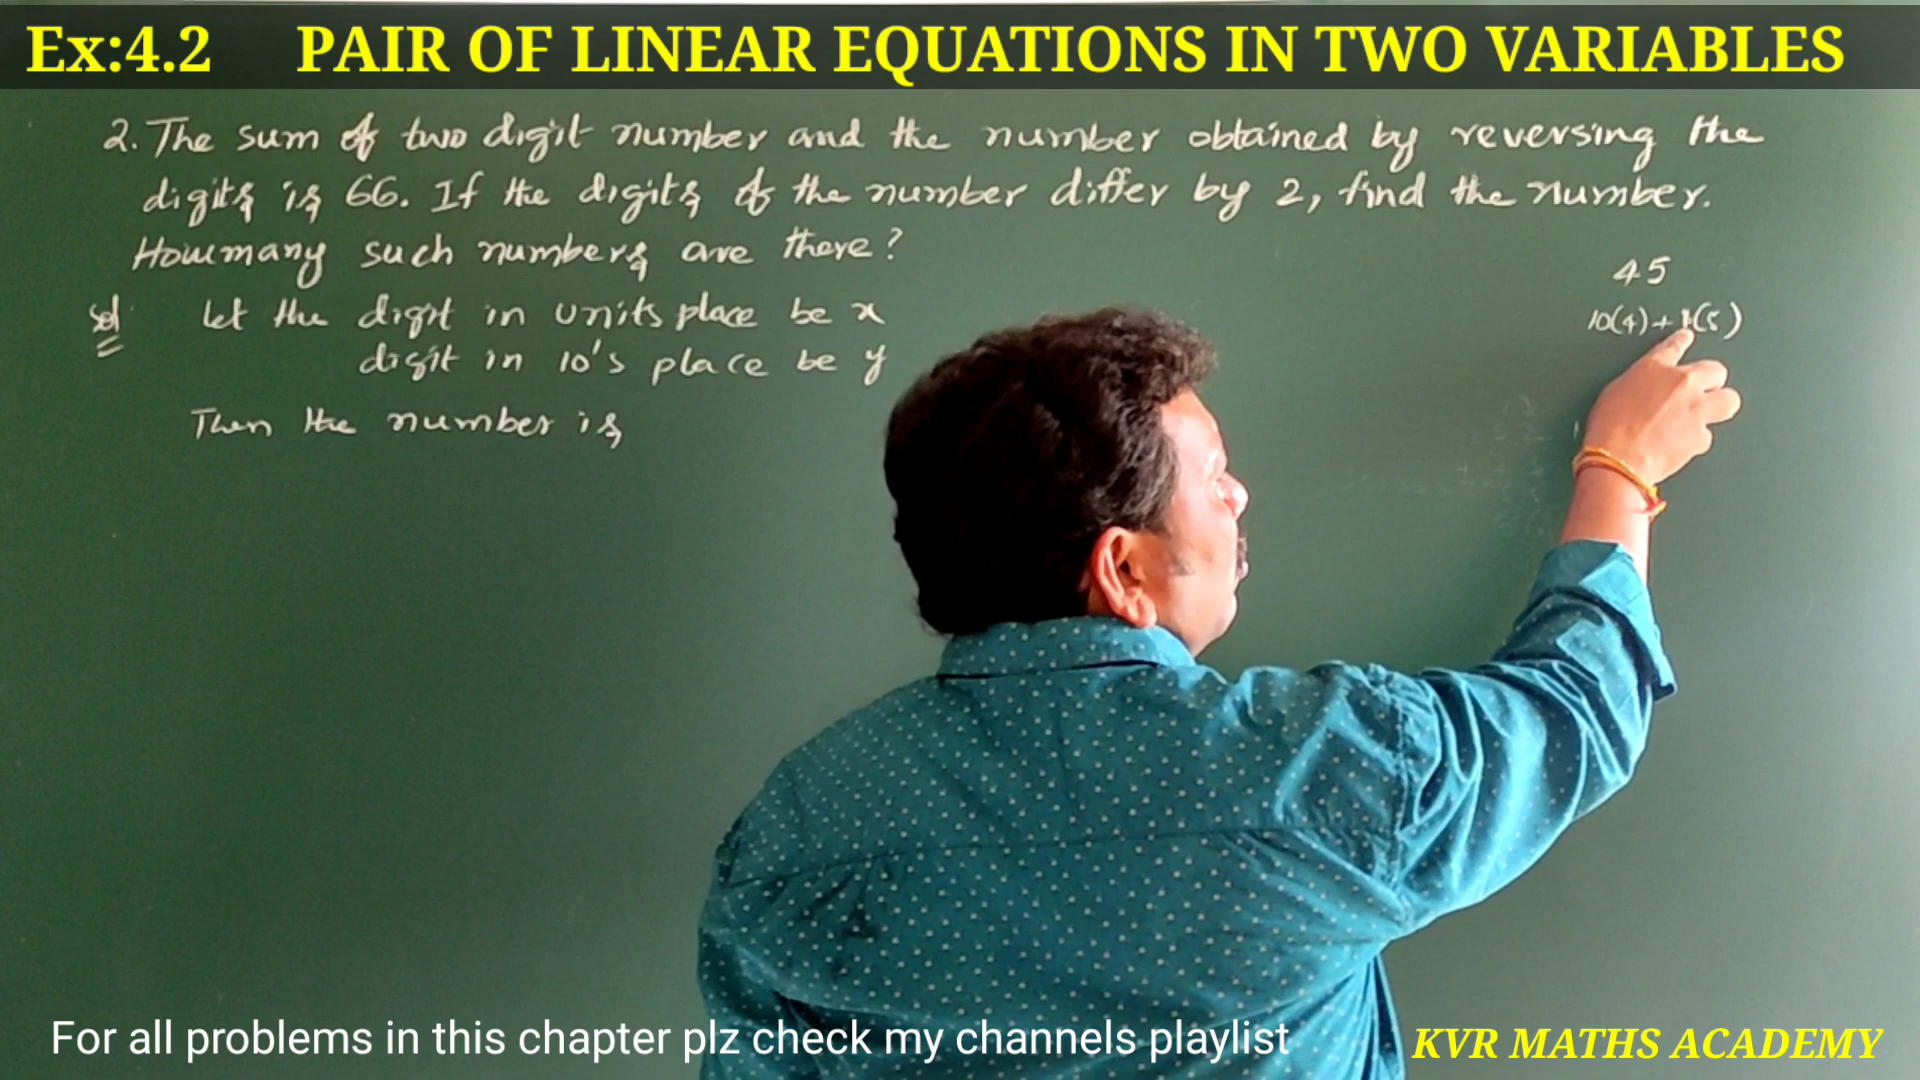 Ex:4.2 PAIR OF LINEAR EQUATIONS IN TWO VARIABLES
2. The sum of two digit number and the number obtained by reversing the
digits is 66. If the digits of the number differ by 2, find the number.
How many such numbers are there?
45
Sol Let the digit in units place be x
10(4)+1(5)
digit in 10's place be y
Then the number is
For all problems in this chapter plz check my channels playlist
KVR MATHS ACADEMY